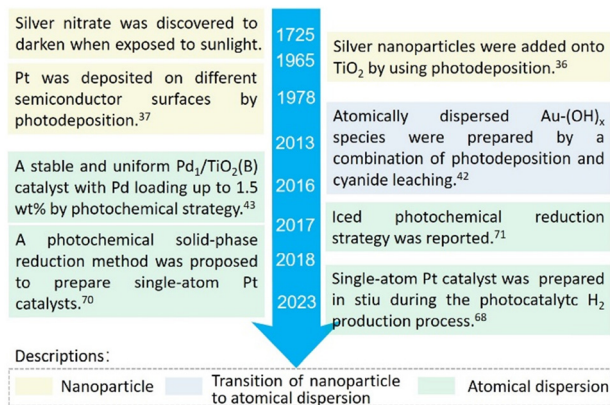 Silver nitrate was discovered to
darken when exposed to sunlight.
1725
1965
Silver nanoparticles were added onto
TiO2 by using photodeposition.36
Pt was deposited on different
semiconductor surfaces by
photodeposition.37
1978
Atomically dispersed Au-(OH)x
species were prepared by a
combination of photodeposition and
cyanide leaching.42
2013
A stable and uniform Pd1/TiO2(B)
catalyst with Pd loading up to 1.5
wt% by photochemical strategy.43
2016
Iced photochemical reduction
strategy was reported.71
2017
A photochemical solid-phase
reduction method was proposed
to prepare single-atom Pt
catalysts.70
2018
Single-atom Pt catalyst was prepared
in stiu during the photocatalytc H2
production process.68
2023
Descriptions:
Nanoparticle
Transition of nanoparticle
to atomical dispersion
Atomical dispersion